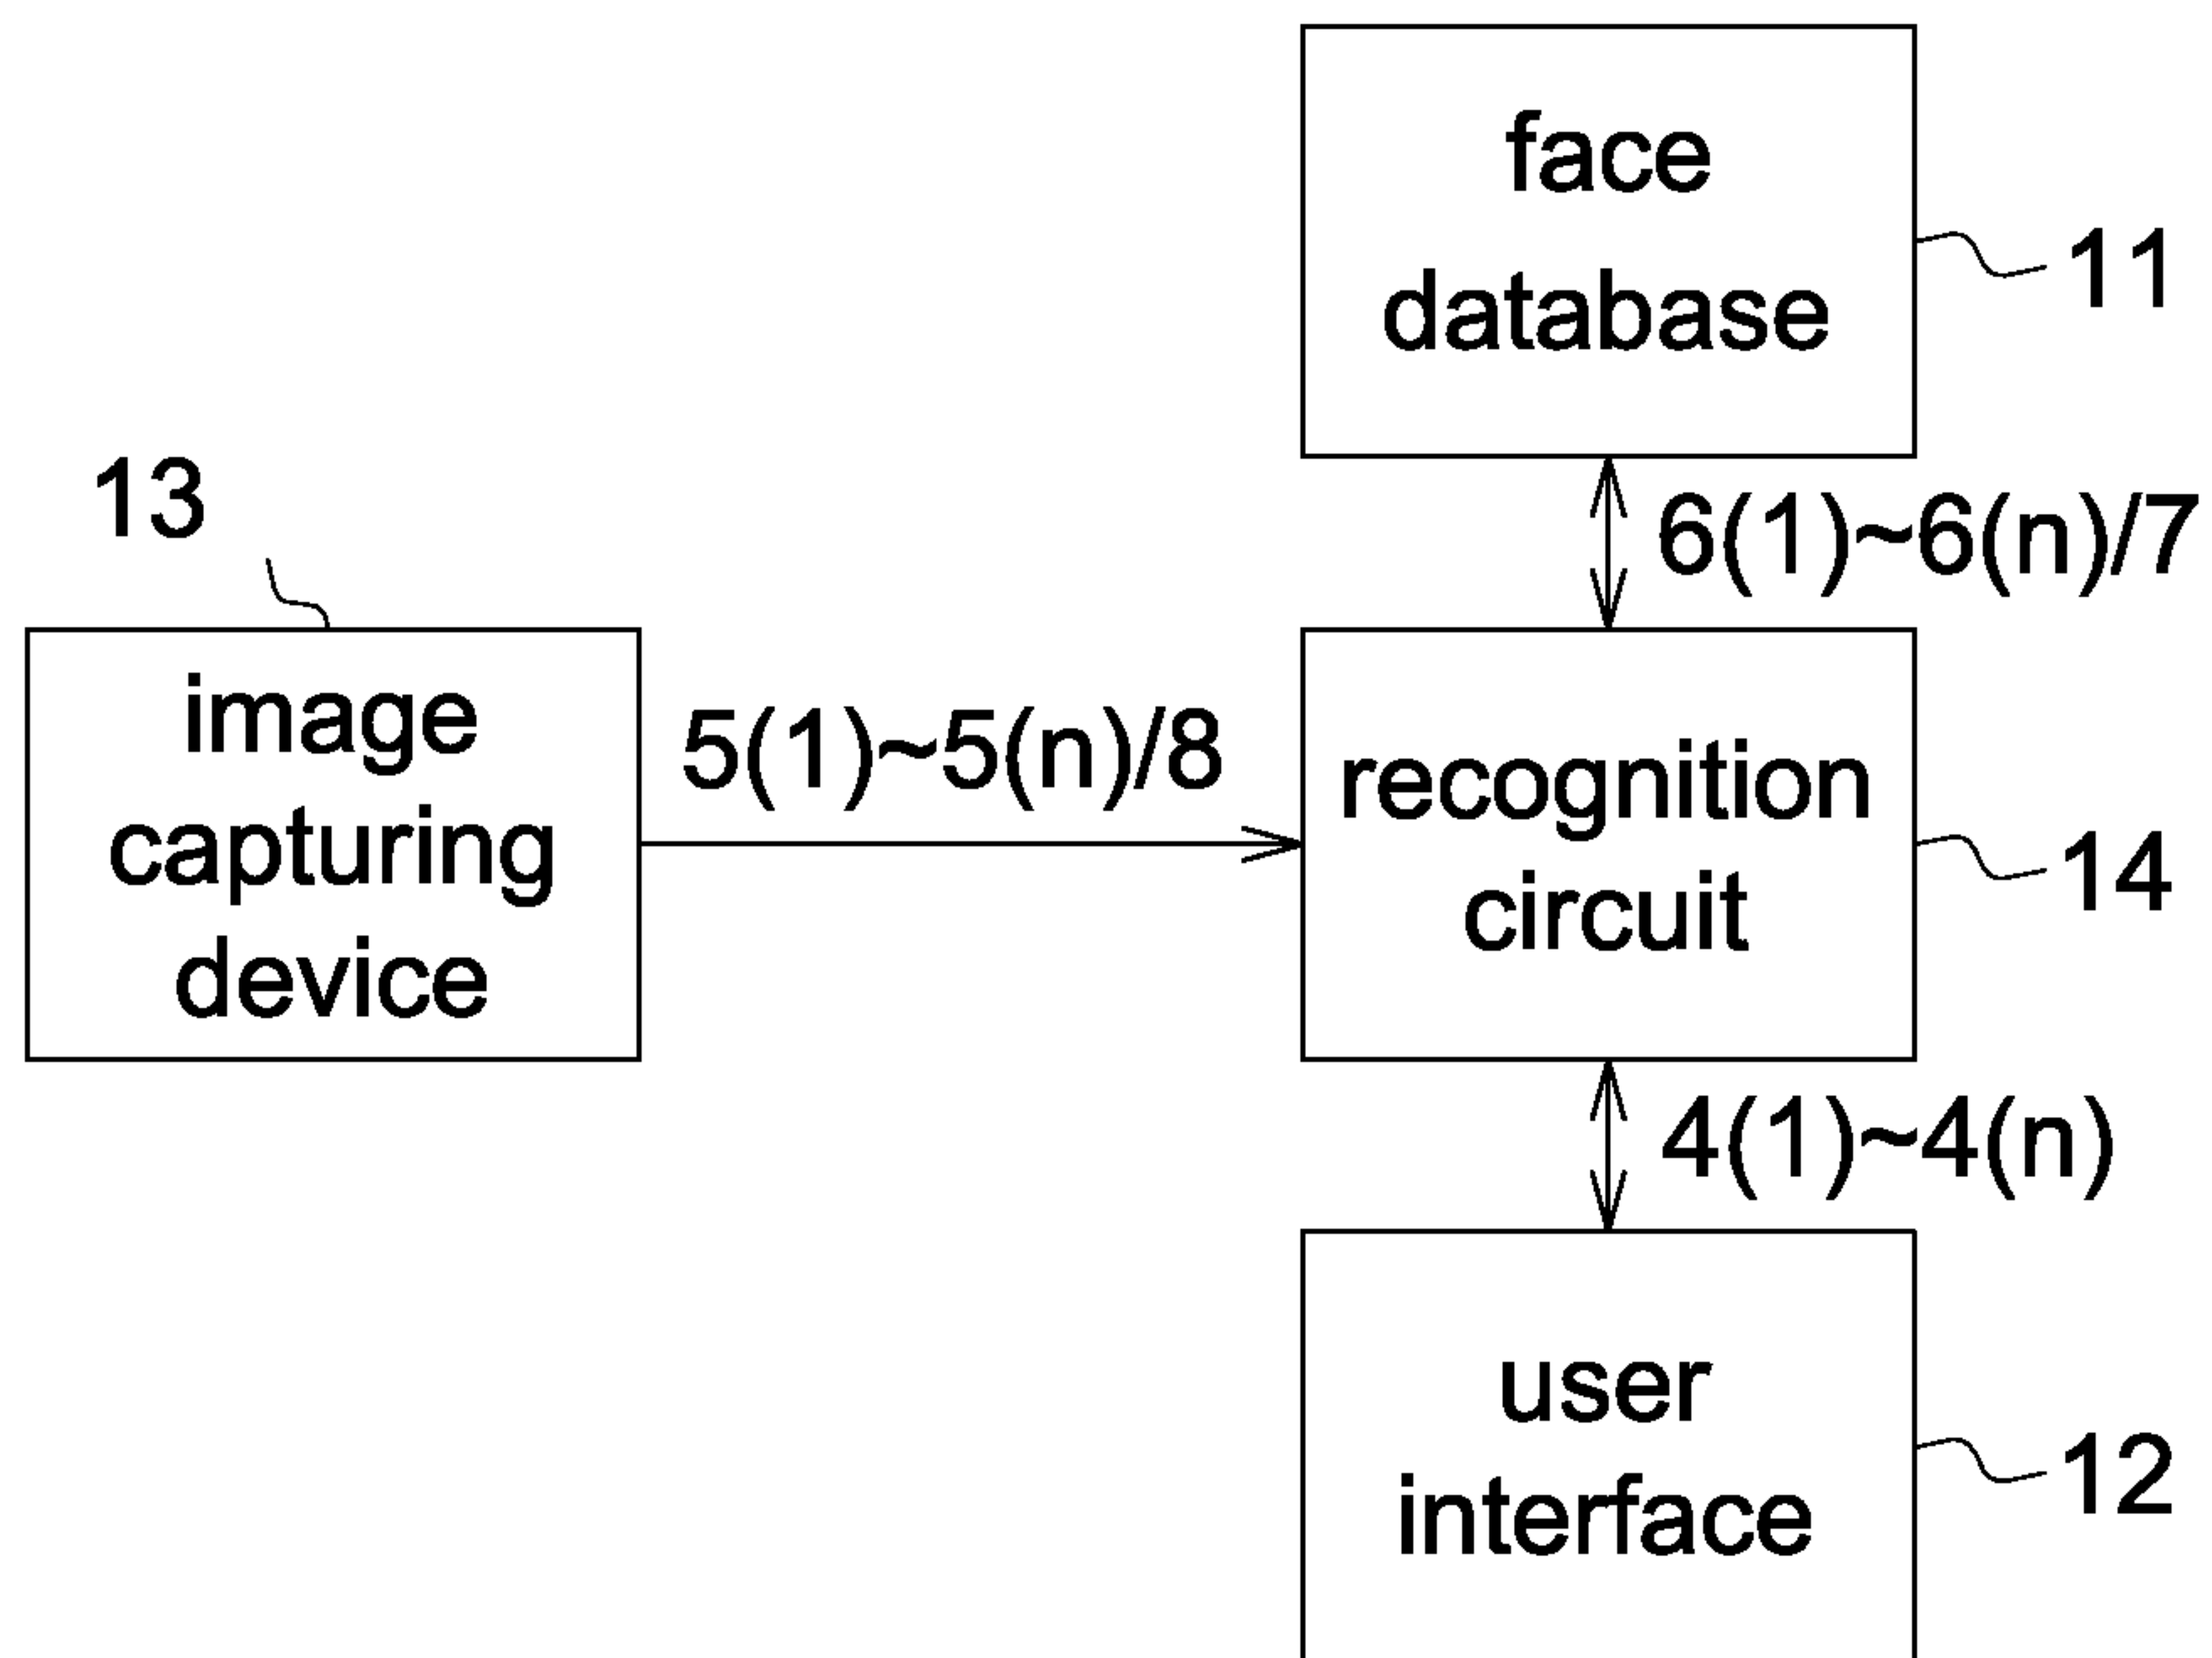 face
database
11
6(1)~6(n)/7
13
image
capturing
device
5(1)~5(n)/8
recognition
circuit
14
4(1)~4(n)
user
interface
12